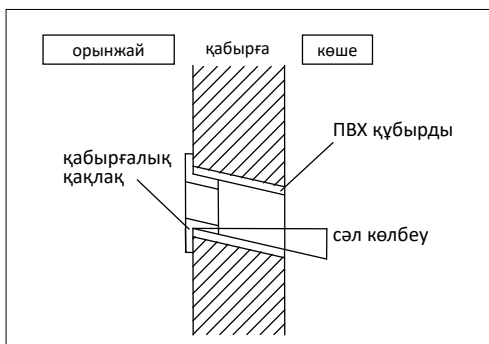 орынжай
қабырға
көше
ПВХ құбырды
қабырғалық
қақлақ
сәл көлбеу